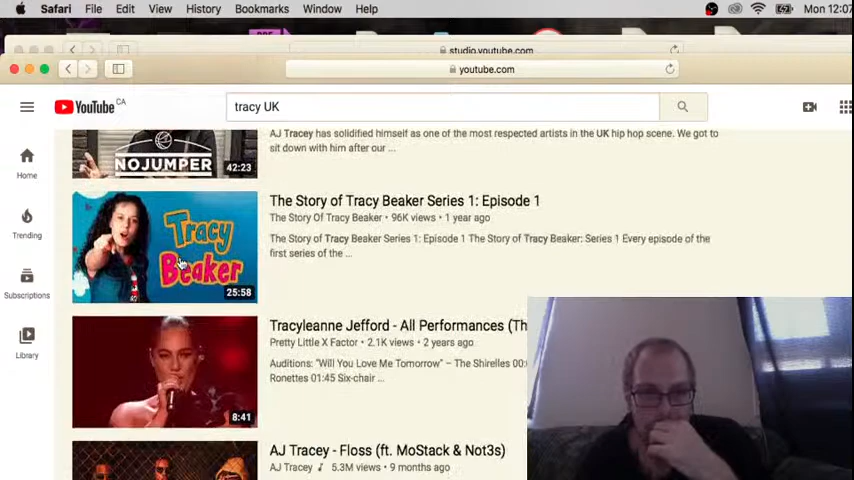 Safari File Edit View History Bookmarks Window Help Mon 12:07
studio.youtube.com
youtube.com
YouTube CA
tracy UK
AJ Tracey has solidified himself as one of the most respected artists in the UK hip hop scene. We got to
sit down with him after our ...
NOJUMPER
42:23
Home
The Story of Tracy Beaker Series 1: Episode 1
The Story Of Tracy Beaker • 96K views • 1 year ago
Tracy
Beaker
Trending
The Story of Tracy Beaker Series 1: Episode 1 The Story of Tracy Beaker: Series 1 Every episode of the
first series of the ...
25:58
Subscriptions
Tracyleanne Jefford - All Performances (Th
Pretty Little X Factor • 2.1K views • 2 years ago
Library
Auditions: "Will You Love Me Tomorrow" – The Shirelles 00:
Ronettes 01:45 Six-chair ...
8:41
AJ Tracey - Floss (ft. MoStack & Not3s)
AJ Tracey ♪ 5.3M views • 9 months ago